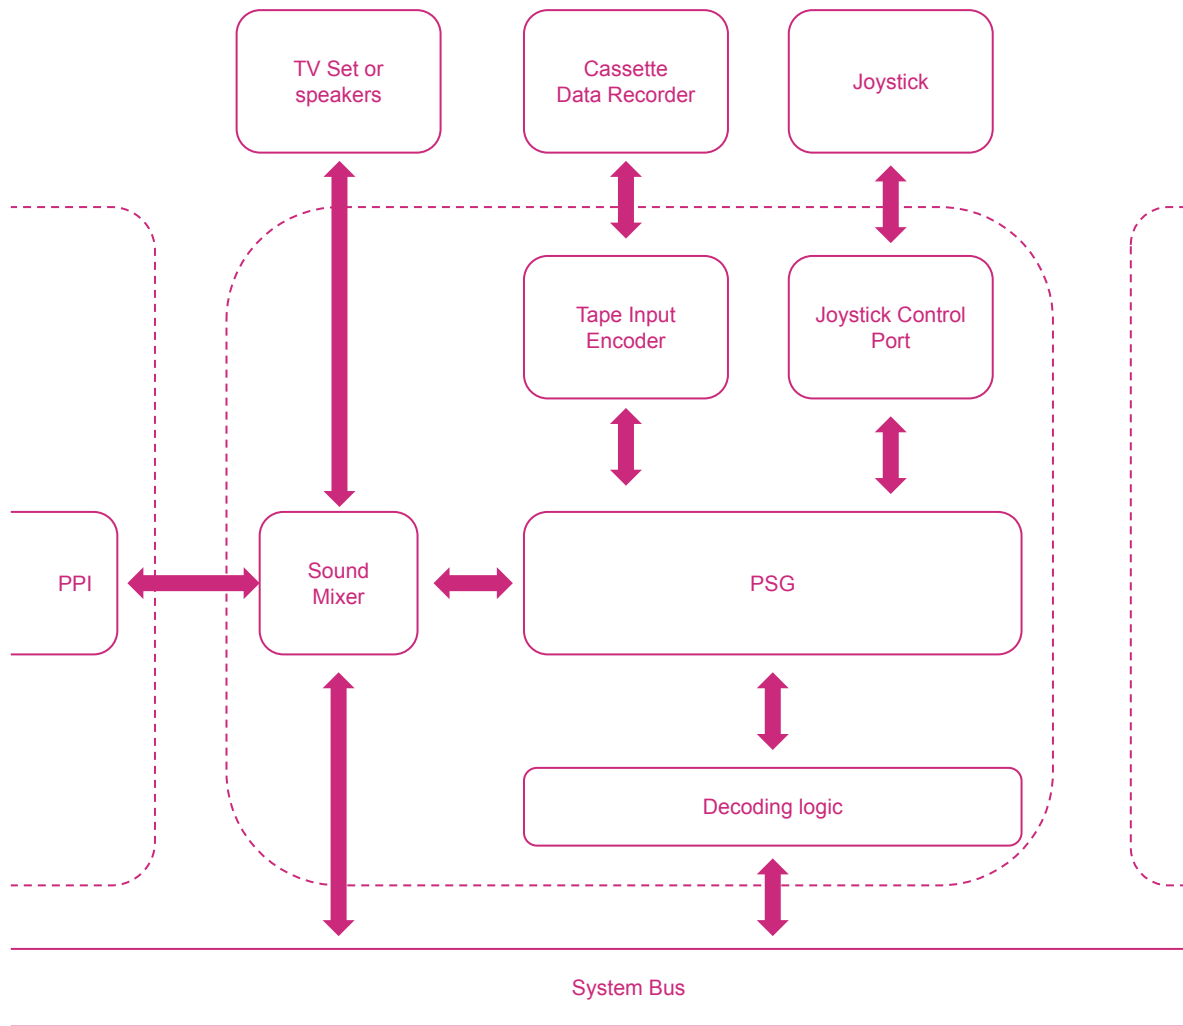 TV Set or
speakers
Cassette
Data Recorder
Joystick
Tape Input
Encoder
Joystick Control
Port
PPI
Sound
Mixer
PSG
Decoding logic
System Bus